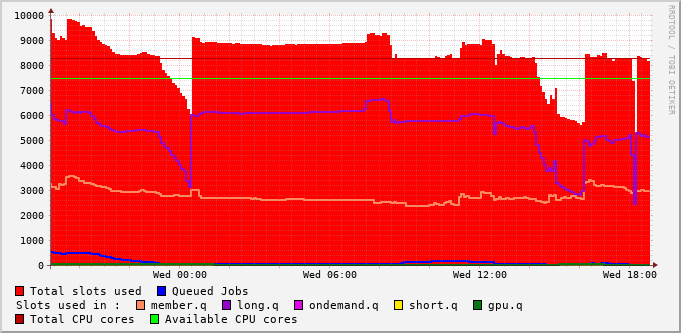 10000
9000
8000
7000
6000
5000
4000
3000
2000
1000
0
Wed 00:00 Wed 06:00 Wed 12:00 Wed 18:00
RRDTOOL / TOBI OETIKER
Total slots used Queued Jobs
Slots used in : member.q long.q ondemand.q short.q gpu.q
Total CPU cores Available CPU cores